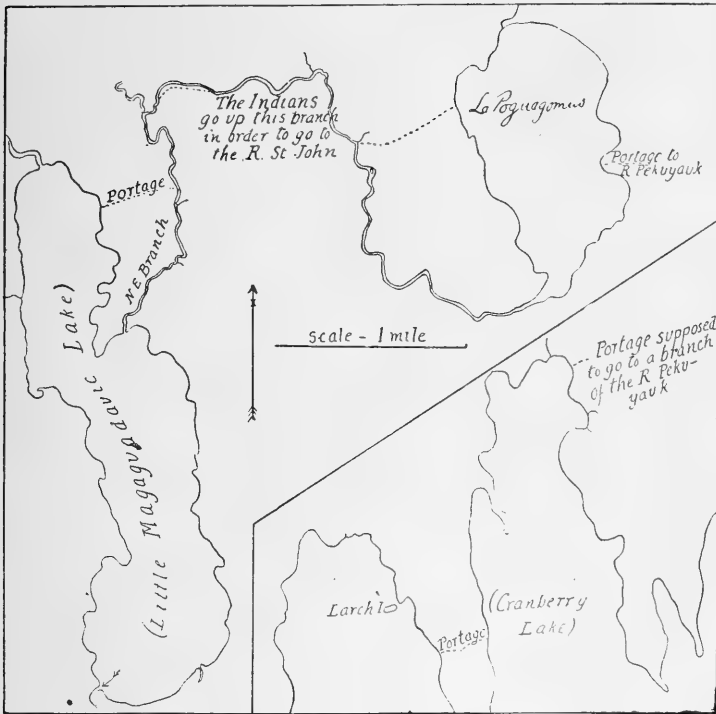 The Indians
go up this branch
in order to go to
the R. St John
La Poguagomus
Portage to
R Pekuyauk
Portage
NE Branch
(Little Magaguadavic Lake)
Scale - 1 mile
Portage supposed
to go to a branch
of the R Peku-
yauk
Larch I
Portage
(Cranberry
Lake)